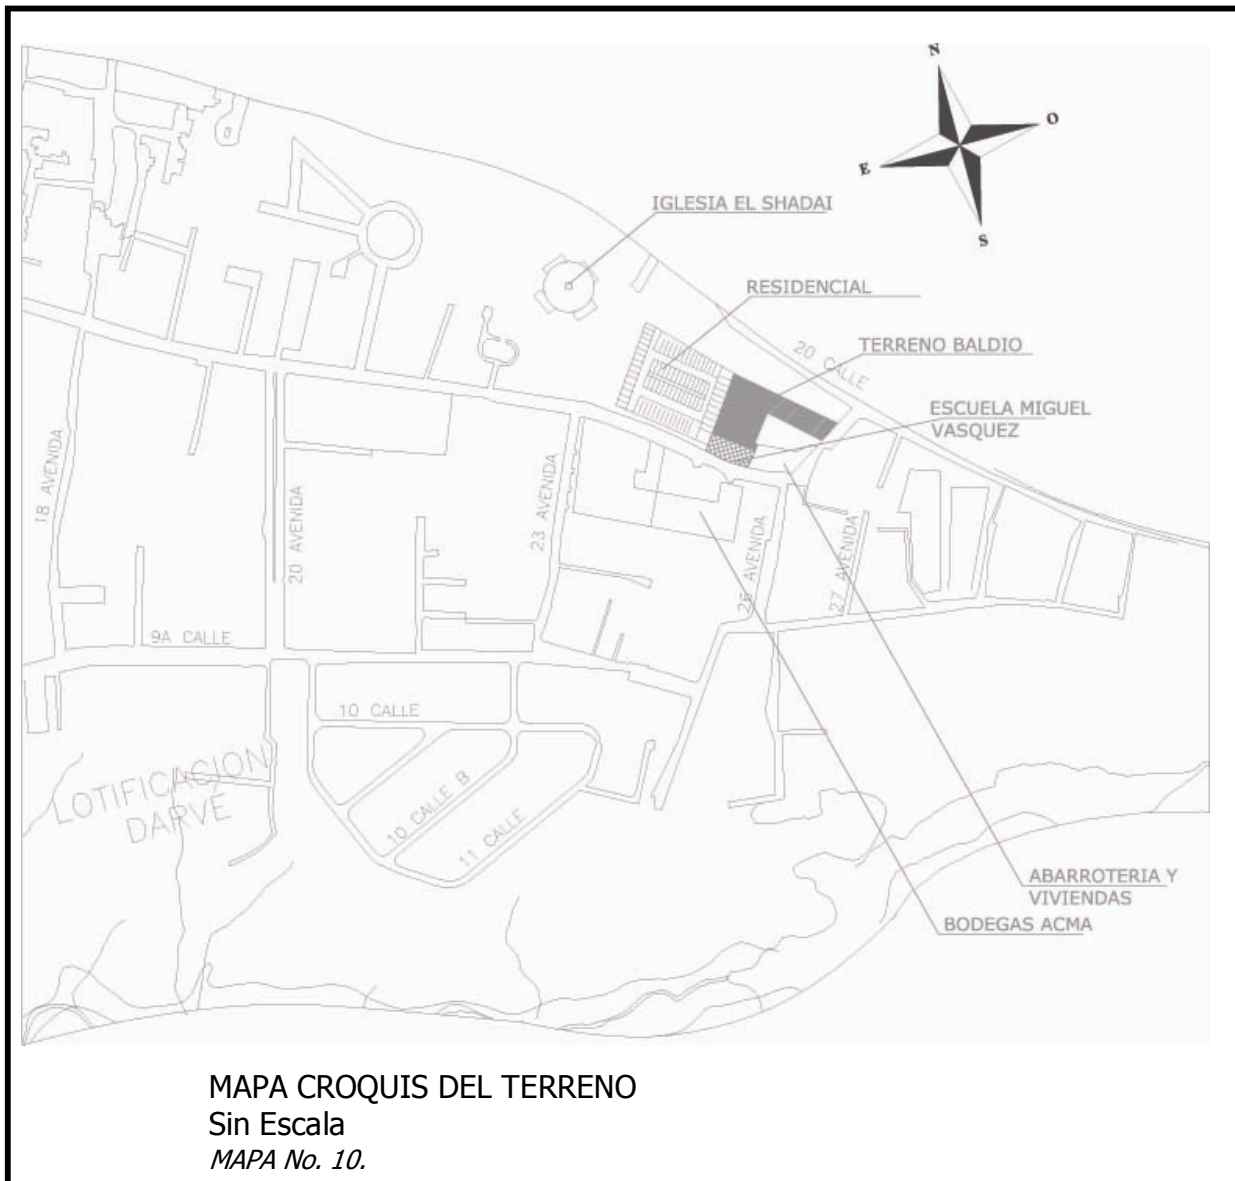 N
O
E
S
IGLESIA EL SHADAI
RESIDENCIAL
TERRENO BALDIO
20 CALLE
ESCUELA MIGUEL
VASQUEZ
18 AVENIDA
20 AVENIDA
23 AVENIDA
26 AVENIDA
27 AVENIDA
9A CALLE
10 CALLE
LOTIFICACION
DARVE
10 CALLE B
11 CALLE
ABARROTERIA Y
VIVIENDAS
BODEGAS ACMA
MAPA CROQUIS DEL TERRENO
Sin Escala
MAPA No. 10.